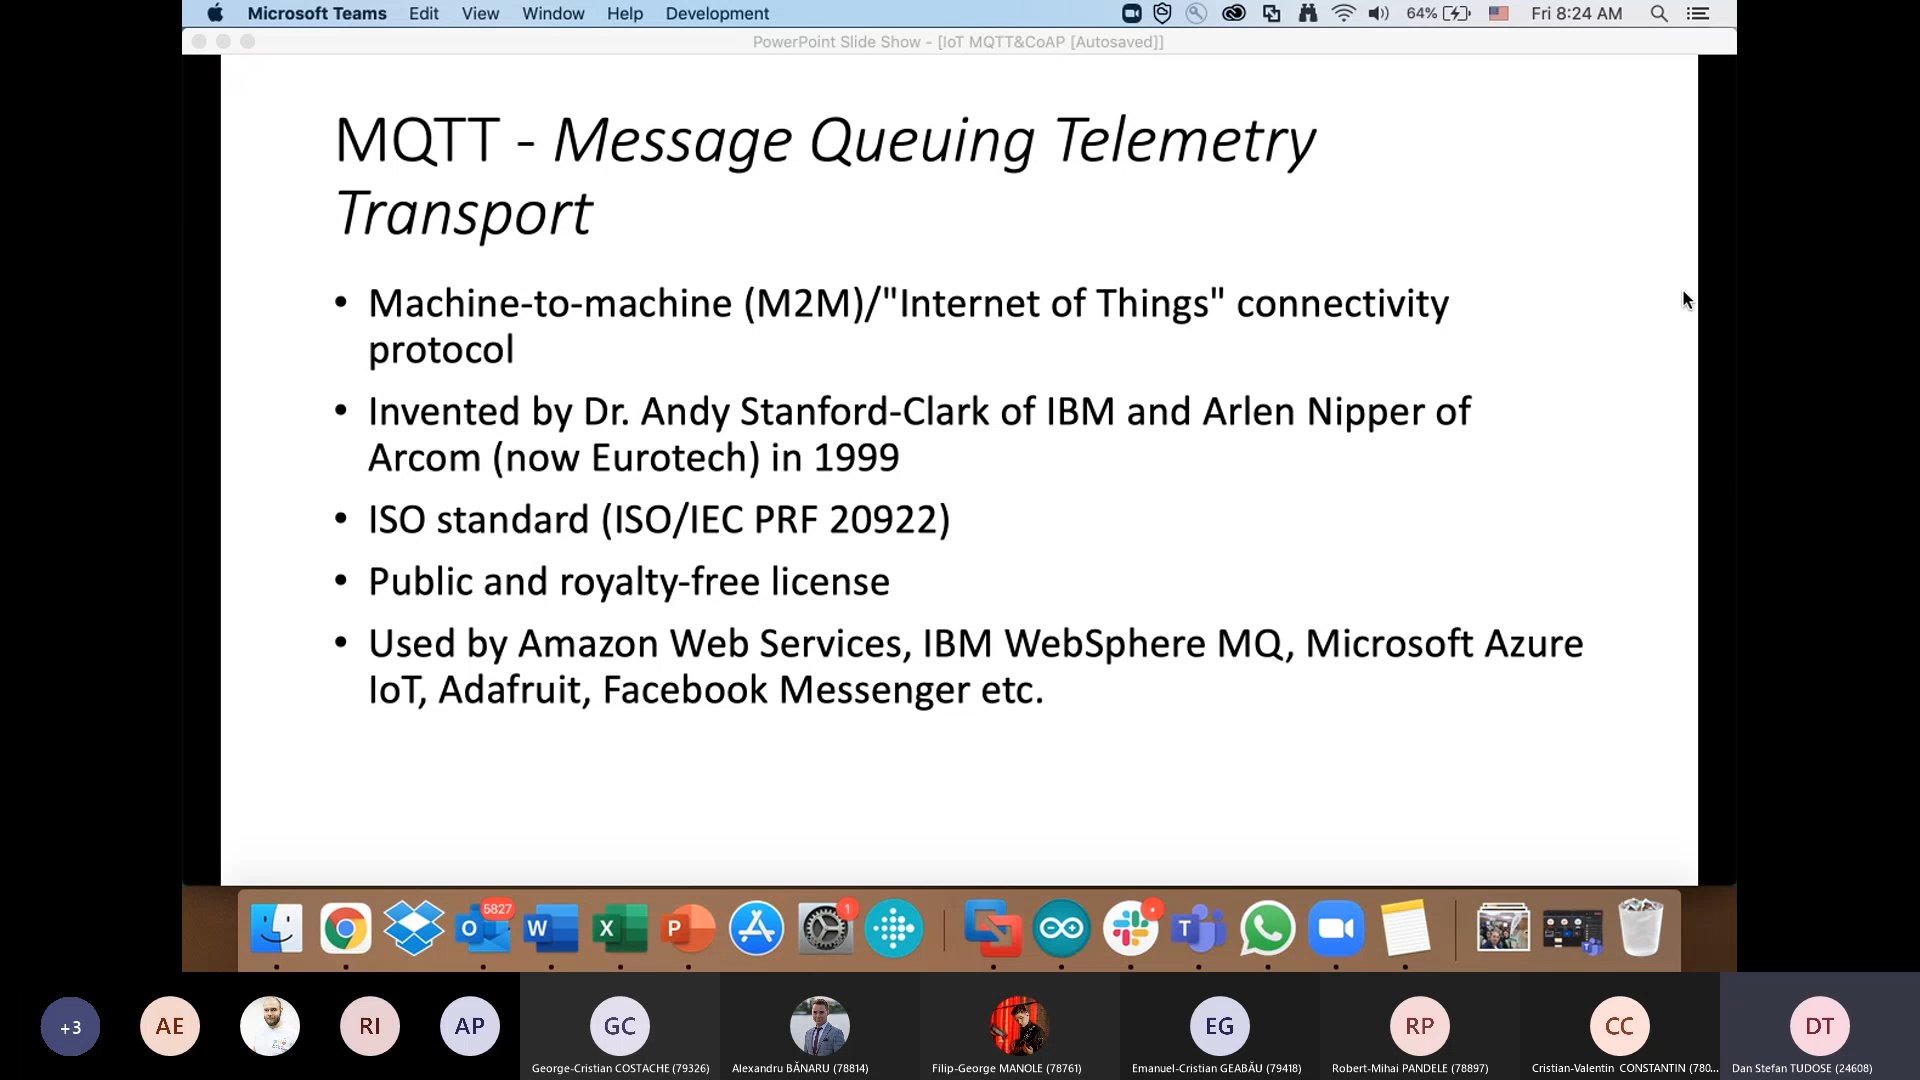 Microsoft Teams Edit View Window Help Development 64% Fri 8:24 AM
PowerPoint Slide Show - [IoT MQTT&CoAP [Autosaved]]
MQTT - Message Queuing Telemetry
Transport
• Machine-to-machine (M2M)/"Internet of Things" connectivity
protocol
• Invented by Dr. Andy Stanford-Clark of IBM and Arlen Nipper of
Arcom (now Eurotech) in 1999
• ISO standard (ISO/IEC PRF 20922)
• Public and royalty-free license
• Used by Amazon Web Services, IBM WebSphere MQ, Microsoft Azure
IoT, Adafruit, Facebook Messenger etc.
5827 1
O W X P T
+3 AE RI AP GC EG RP CC DT
George-Cristian COSTACHE (79326) Alexandru BĂNARU (78814) Filip-George MANOLE (78761) Emanuel-Cristian GEABĂU (79418) Robert-Mihai PANDELE (78897) Cristian-Valentin CONSTANTIN (780... Dan Stefan TUDOSE (24608)